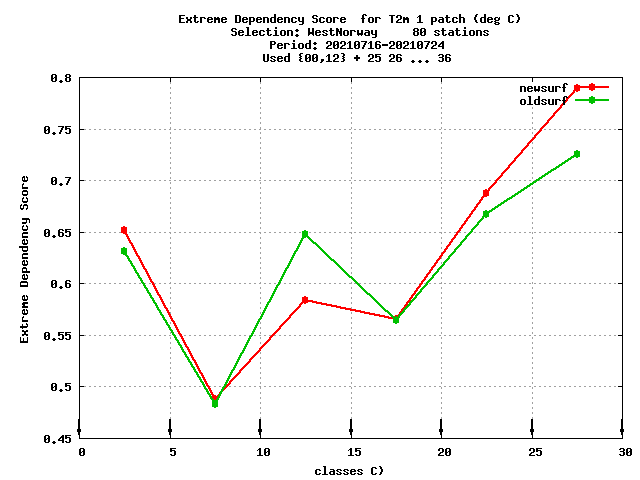 Extreme Dependency Score  for T2m 1 patch (deg C)
Selection: WestNorway     80 stations
Period: 20210716-20210724
Used {00,12} + 25 26 ... 36
newsurf
oldsurf
0.8
0.75
0.7
0.65
0.6
0.55
0.5
0.45
Extreme Dependency Score
0 5 10 15 20 25 30
classes C)